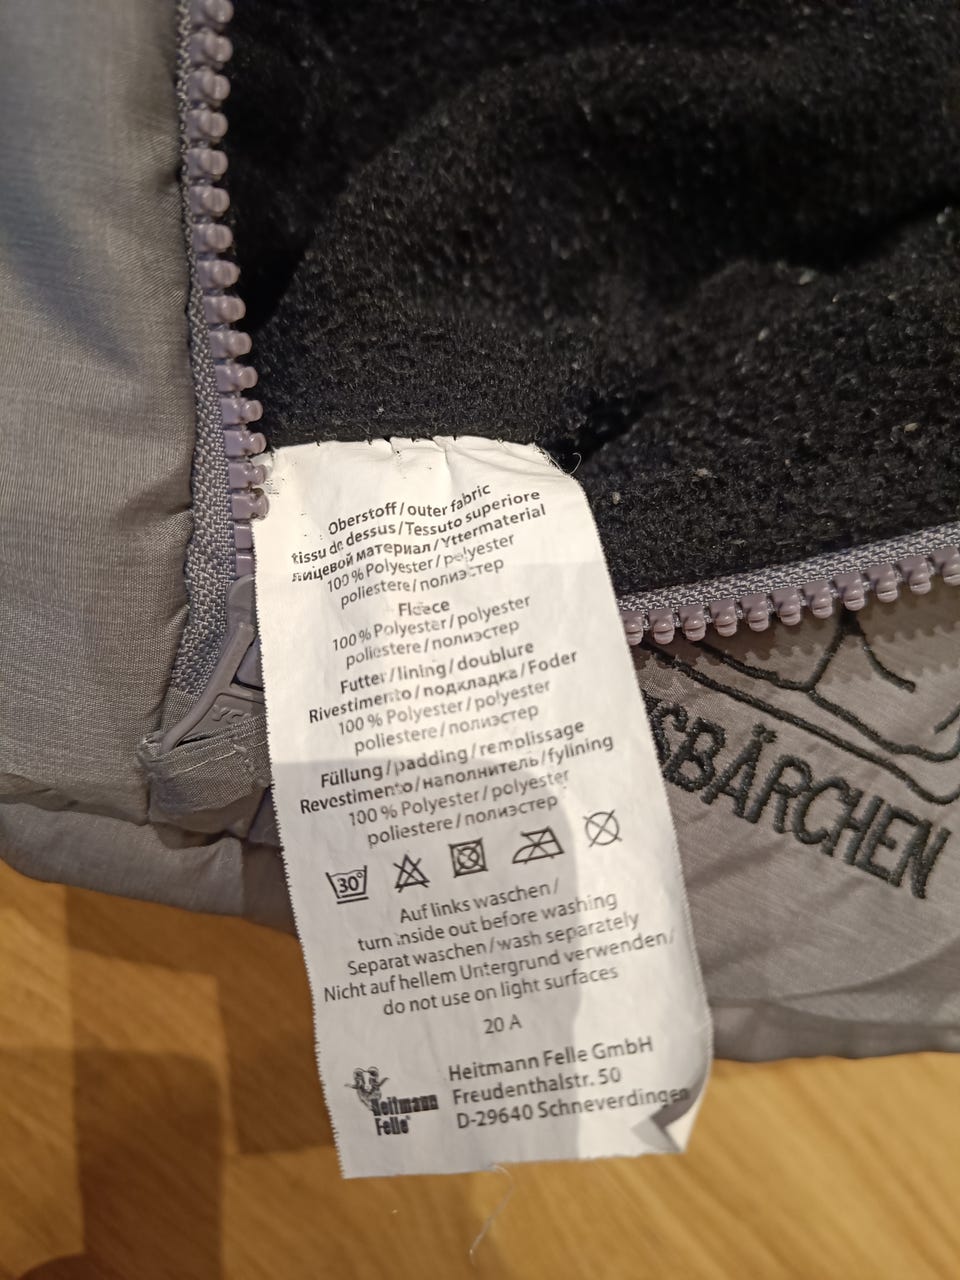 Oberstoff / outer fabric
tissu de dessus / Tessuto superiore
лицевой материал / Yttermaterial
100 % Polyester / polyester
poliestere / полиэстер
Fleece
100 % Polyester / polyester
poliestere / полиэстер
Futter / lining / doublure
Rivestimento / подкладка / Foder
100 % Polyester / polyester
poliestere / полиэстер
Füllung / padding / remplissage
Revestimento / наполнитель / fyllning
100 % Polyester / polyester
poliestere / полиэстер
30°
Auf links waschen /
turn inside out before washing
Separat waschen / wash separately
Nicht auf hellem Untergrund verwenden /
do not use on light surfaces
20 A
Heitmann
Felle
Heitmann Felle GmbH
Freudenthalstr. 50
D-29640 Schneverdingen
SBÄRCHEN